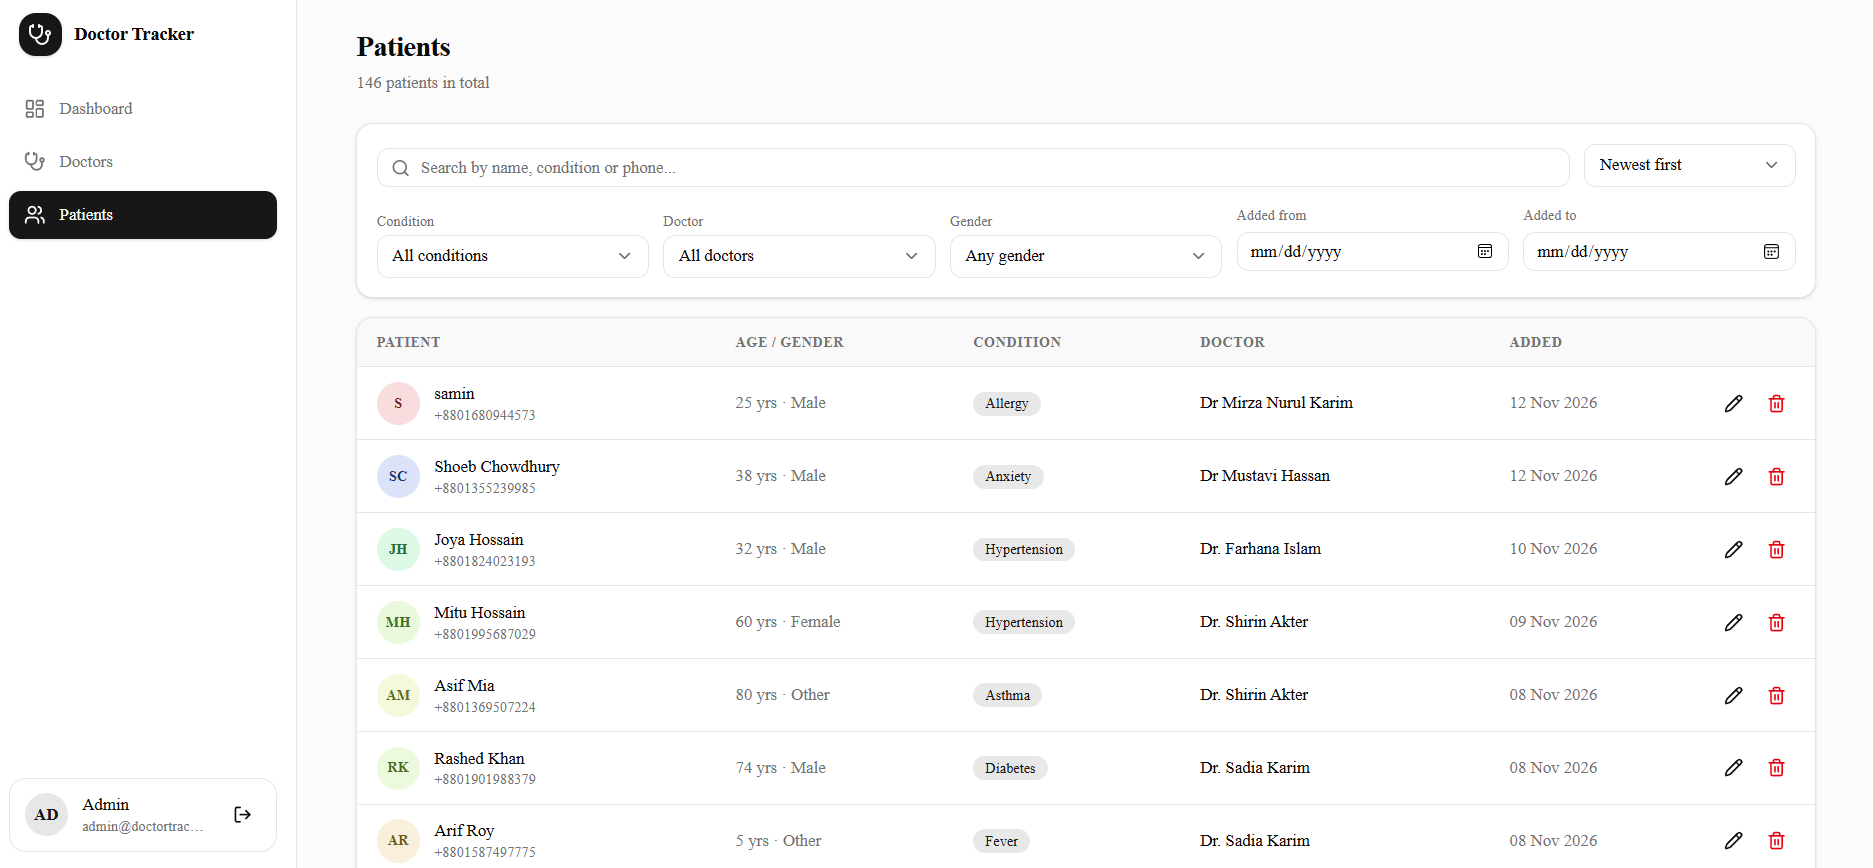 Doctor Tracker
Dashboard
Doctors
Patients
AD
Admin
admin@doctortrac...
Patients
146 patients in total
Search by name, condition or phone...
Newest first
Condition
Doctor
Gender
Added from
Added to
All conditions
All doctors
Any gender
mm/dd/yyyy
mm/dd/yyyy
PATIENT AGE / GENDER CONDITION DOCTOR ADDED
S samin 25 yrs · Male Allergy Dr Mirza Nurul Karim 12 Nov 2026
+8801680944573
SC Shoeb Chowdhury 38 yrs · Male Anxiety Dr Mustavi Hassan 12 Nov 2026
+8801355239985
JH Joya Hossain 32 yrs · Male Hypertension Dr. Farhana Islam 10 Nov 2026
+8801824023193
MH Mitu Hossain 60 yrs · Female Hypertension Dr. Shirin Akter 09 Nov 2026
+8801995687029
AM Asif Mia 80 yrs · Other Asthma Dr. Shirin Akter 08 Nov 2026
+8801369507224
RK Rashed Khan 74 yrs · Male Diabetes Dr. Sadia Karim 08 Nov 2026
+8801901988379
AR Arif Roy 5 yrs · Other Fever Dr. Sadia Karim 08 Nov 2026
+8801587497775